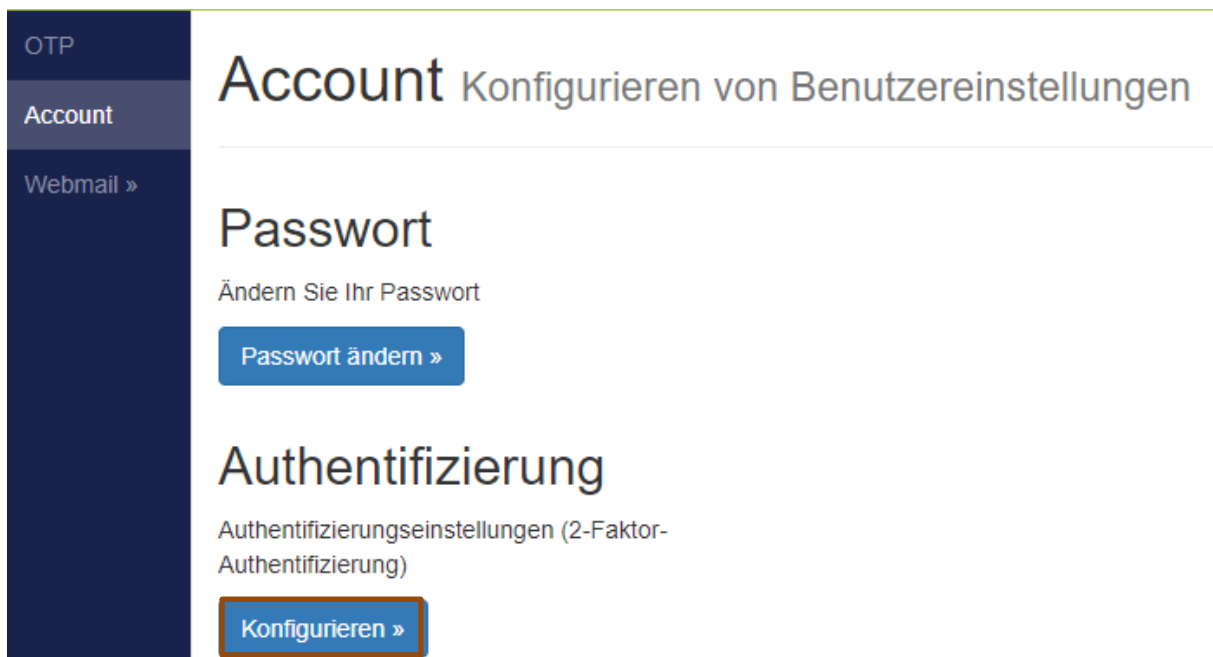 OTP
Account
Webmail »
Account Konfigurieren von Benutzereinstellungen
Passwort
Ändern Sie Ihr Passwort
Passwort ändern »
Authentifizierung
Authentifizierungseinstellungen (2-Faktor-
Authentifizierung)
Konfigurieren »